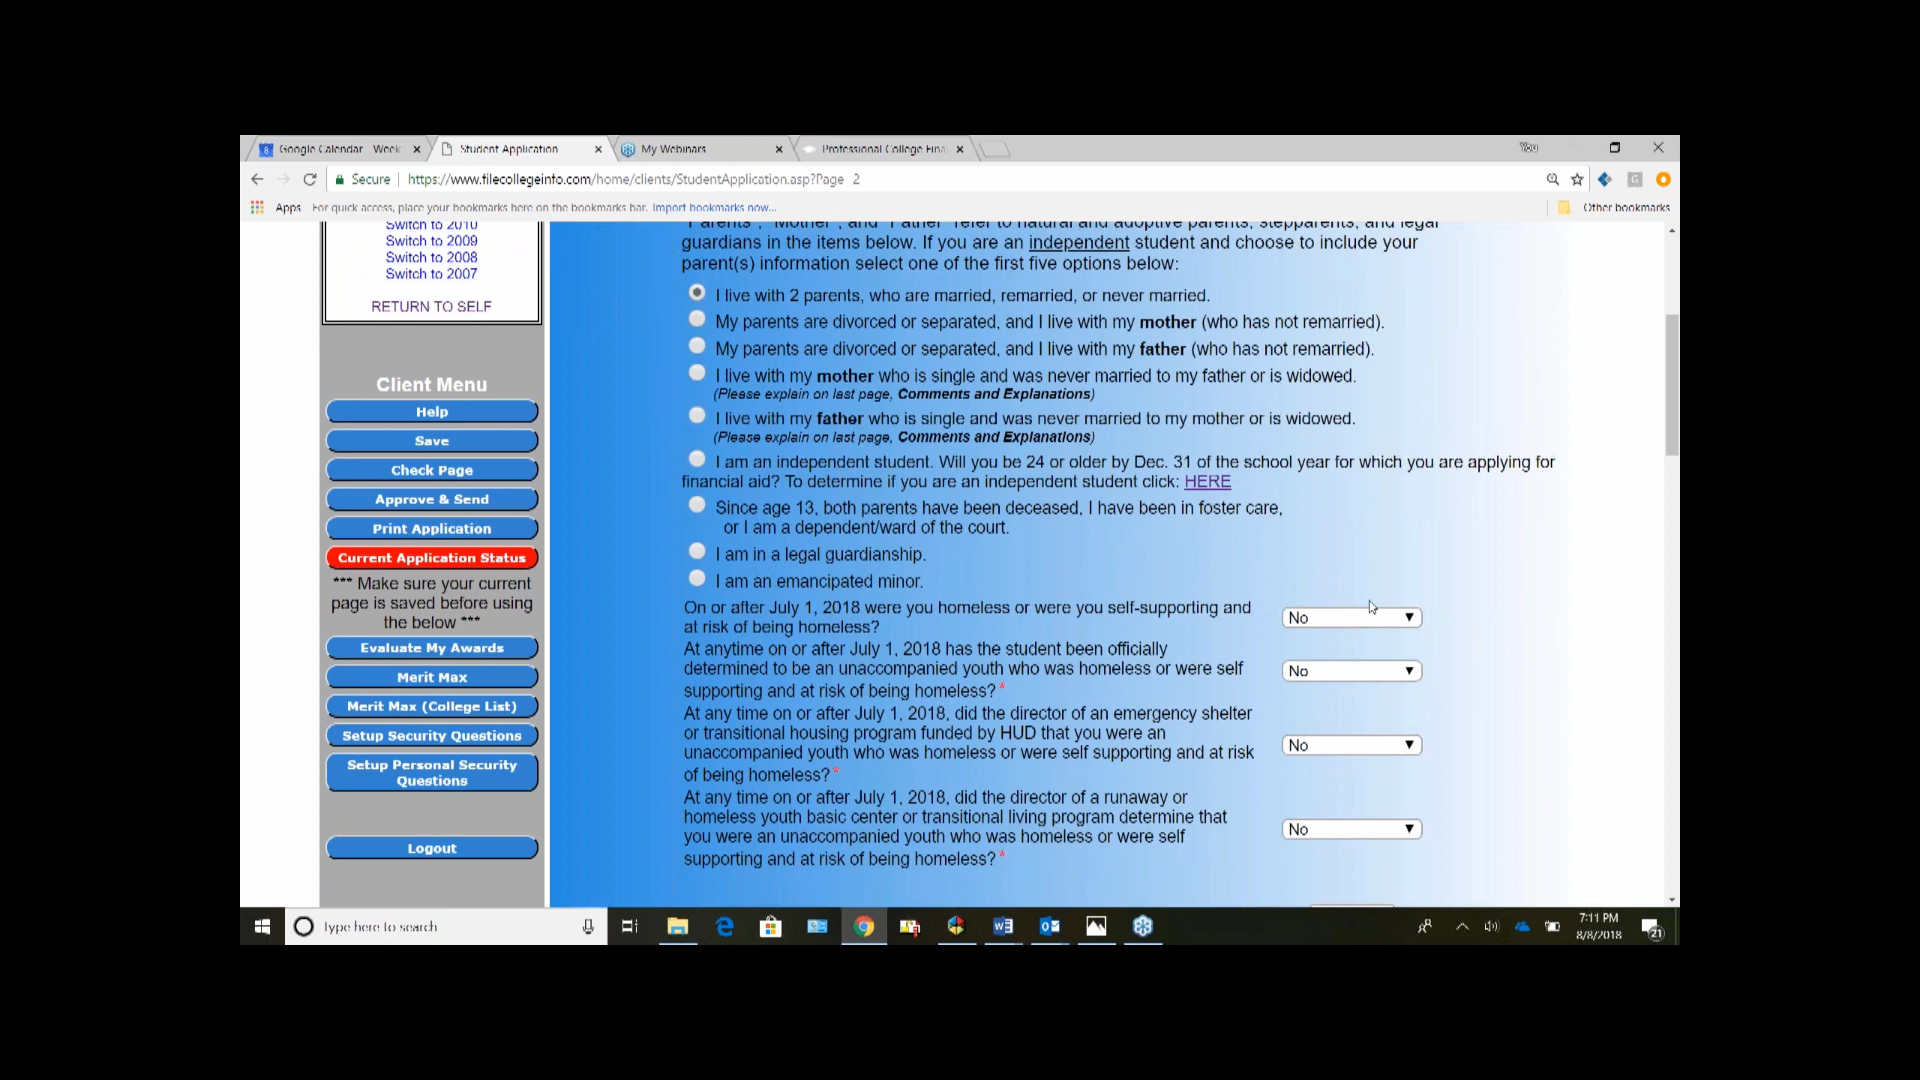 Google Calendar Week
Student Application
My Webinars
Professional College Fina
You
Secure
https://www.filecollegeinfo.com/home/clients/StudentApplication.asp?Page 2
Apps
For quick access, place your bookmarks here on the bookmarks bar. Import bookmarks now...
Other bookmarks
Switch to 2010
Switch to 2009
Switch to 2008
Switch to 2007
RETURN TO SELF
Client Menu
Help
Save
Check Page
Approve & Send
Print Application
Current Application Status
*** Make sure your current
page is saved before using
the below ***
Evaluate My Awards
Merit Max
Merit Max (College List)
Setup Security Questions
Setup Personal Security
Questions
Logout
"Parents", "Mother", and "Father" refer to natural and adoptive parents, stepparents, and legal
guardians in the items below. If you are an independent student and choose to include your
parent(s) information select one of the first five options below:
I live with 2 parents, who are married, remarried, or never married.
My parents are divorced or separated, and I live with my mother (who has not remarried).
My parents are divorced or separated, and I live with my father (who has not remarried).
I live with my mother who is single and was never married to my father or is widowed.
(Please explain on last page, Comments and Explanations)
I live with my father who is single and was never married to my mother or is widowed.
(Please explain on last page, Comments and Explanations)
I am an independent student. Will you be 24 or older by Dec. 31 of the school year for which you are applying for
financial aid? To determine if you are an independent student click: HERE
Since age 13, both parents have been deceased, I have been in foster care,
or I am a dependent/ward of the court.
I am in a legal guardianship.
I am an emancipated minor.
On or after July 1, 2018 were you homeless or were you self-supporting and
at risk of being homeless?
No
At anytime on or after July 1, 2018 has the student been officially
determined to be an unaccompanied youth who was homeless or were self
supporting and at risk of being homeless? *
No
At any time on or after July 1, 2018, did the director of an emergency shelter
or transitional housing program funded by HUD that you were an
unaccompanied youth who was homeless or were self supporting and at risk
of being homeless? *
No
At any time on or after July 1, 2018, did the director of a runaway or
homeless youth basic center or transitional living program determine that
you were an unaccompanied youth who was homeless or were self
supporting and at risk of being homeless? *
No
Type here to search
7:11 PM
8/8/2018
21